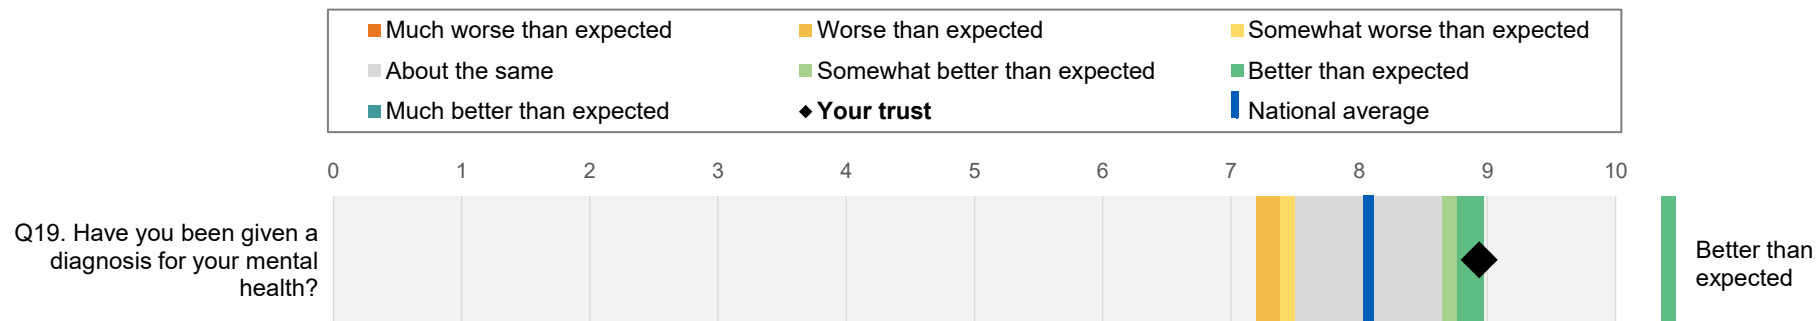 Much worse than expected
Worse than expected
Somewhat worse than expected
About the same
Somewhat better than expected
Better than expected
Much better than expected
Your trust
National average
0 1 2 3 4 5 6 7 8 9 10
Q19. Have you been given a
diagnosis for your mental
health?
Better than
expected